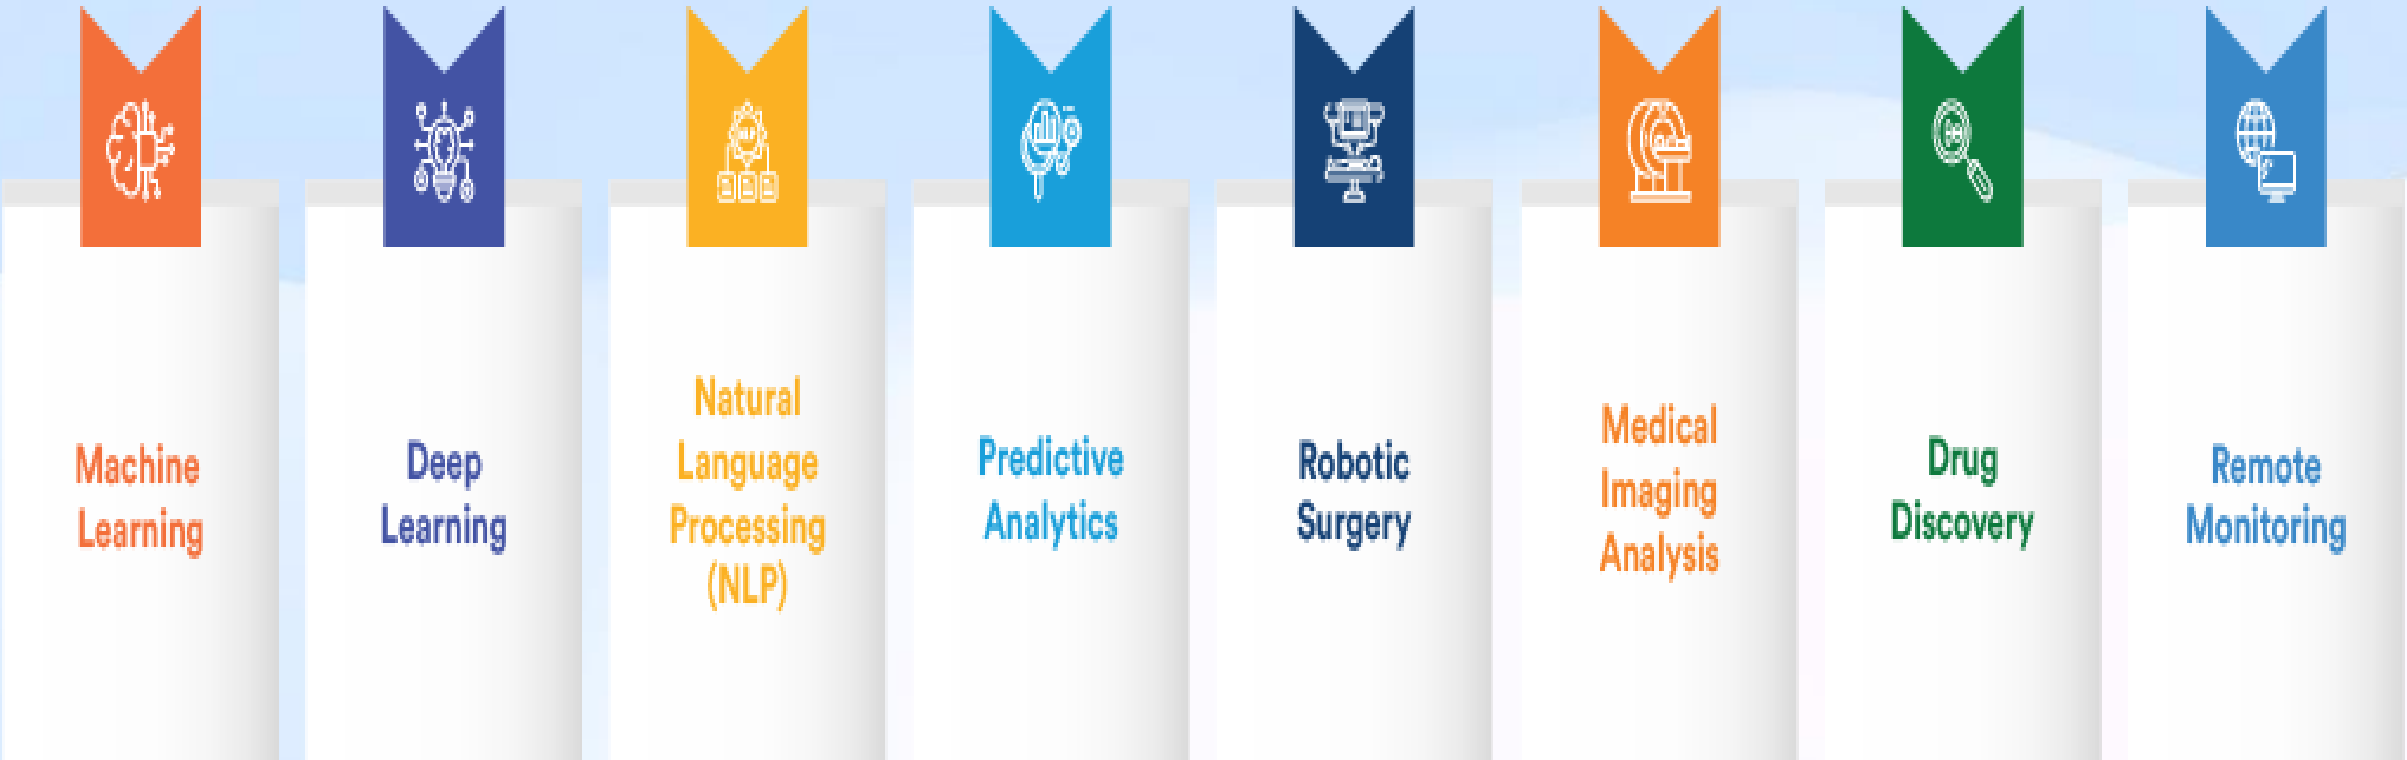 Machine
Learning
Deep
Learning
NLP
Natural
Language
Processing
(NLP)
Predictive
Analytics
Robotic
Surgery
Medical
Imaging
Analysis
Drug
Discovery
Remote
Monitoring